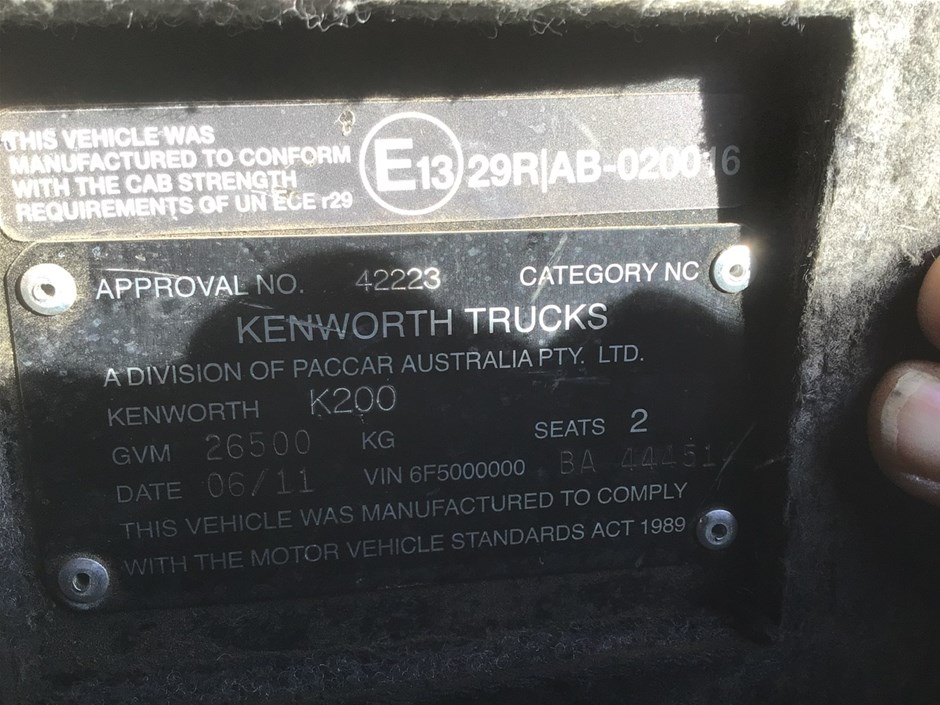 THIS VEHICLE WAS
MANUFACTURED TO CONFORM
WITH THE CAB STRENGTH
REQUIREMENTS OF UN ECE r29
E13 29R|AB-020016
APPROVAL NO. 42223 CATEGORY NC
KENWORTH TRUCKS
A DIVISION OF PACCAR AUSTRALIA PTY. LTD.
KENWORTH K200
GVM 26500 KG SEATS 2
DATE 06/11 VIN 6F5000000 BA 44451
THIS VEHICLE WAS MANUFACTURED TO COMPLY
WITH THE MOTOR VEHICLE STANDARDS ACT 1989